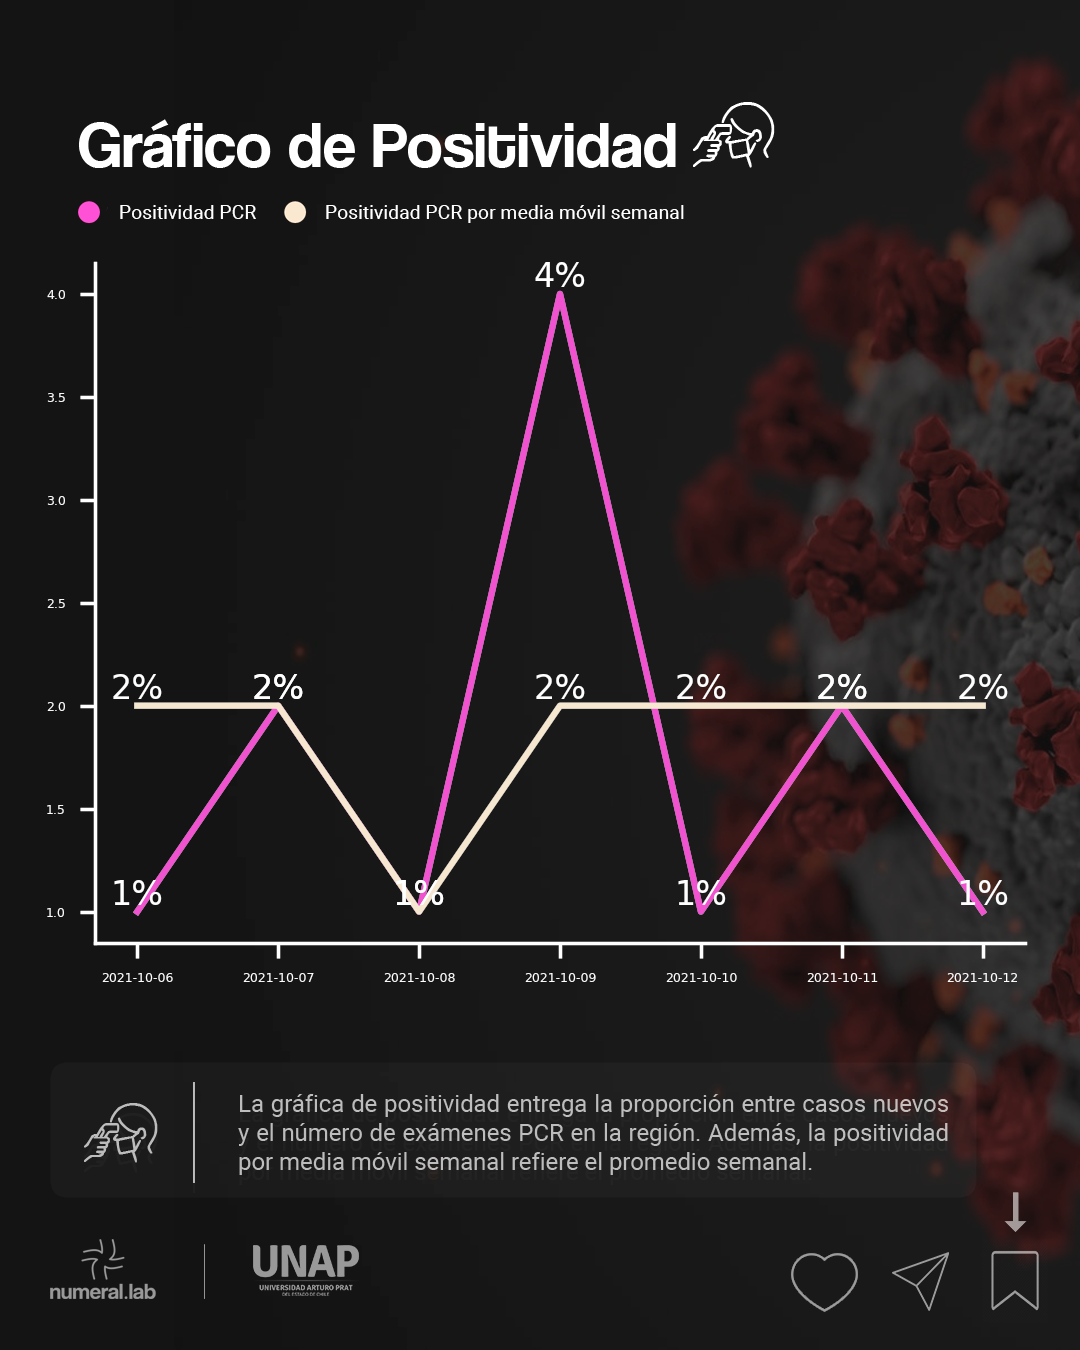 Gráfico de Positividad
Positividad PCR
Positividad PCR por media móvil semanal
4%
4.0
3.5
3.0
2.5
2% 2% 2% 2% 2% 2%
2.0
1.5
1% 1% 1% 1%
1.0
2021-10-06 2021-10-07 2021-10-08 2021-10-09 2021-10-10 2021-10-11 2021-10-12
La gráfica de positividad entrega la proporción entre casos nuevos
y el número de exámenes PCR en la región. Además, la positividad
por media móvil semanal refiere el promedio semanal.
numeral.lab
UNAP
UNIVERSIDAD ARTURO PRAT
DEL ESTADO DE CHILE